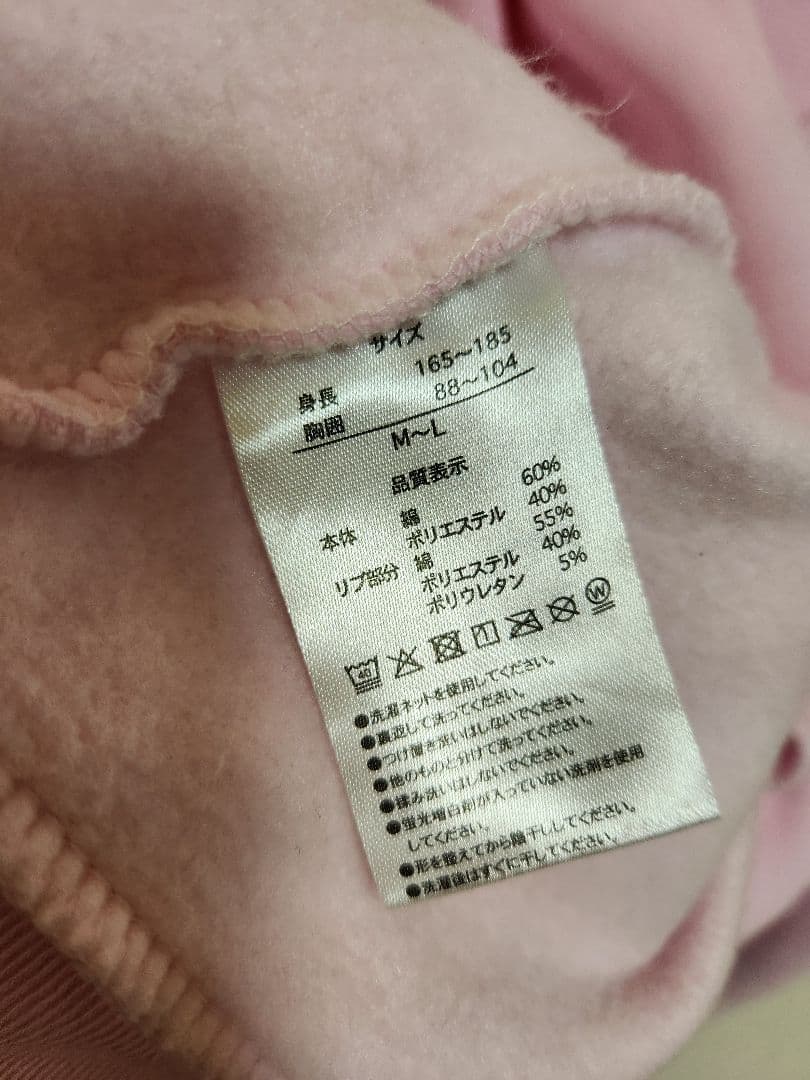 サイズ
身長 165〜185
胸囲 88〜104
M〜L
品質表示
本体 綿 60%
ポリエステル 40%
リブ部分 綿 55%
ポリエステル 40%
ポリウレタン 5%
●洗濯ネットを使用してください。
●裏返して洗ってください。
●つけ置き洗いはしないでください。
●他のものと分けて洗ってください。
●揉み洗いはしないでください。
●蛍光増白剤が入っていない洗剤を使用
してください。
●形を整えてから陰干ししてください。
●洗濯後はすぐに干してください。